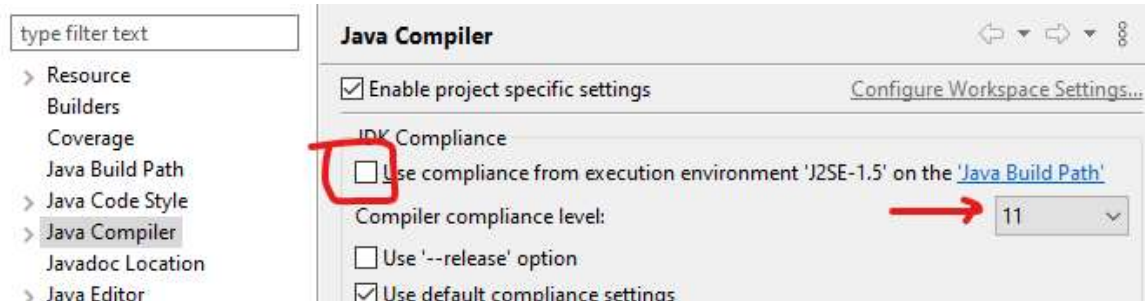 type filter text
Resource
Builders
Coverage
Java Build Path
Java Code Style
Java Compiler
Javadoc Location
Java Editor
Java Compiler
Enable project specific settings
Configure Workspace Settings...
JDK Compliance
Use compliance from execution environment 'J2SE-1.5' on the 'Java Build Path'
Compiler compliance level:
11
Use '--release' option
Use default compliance settings